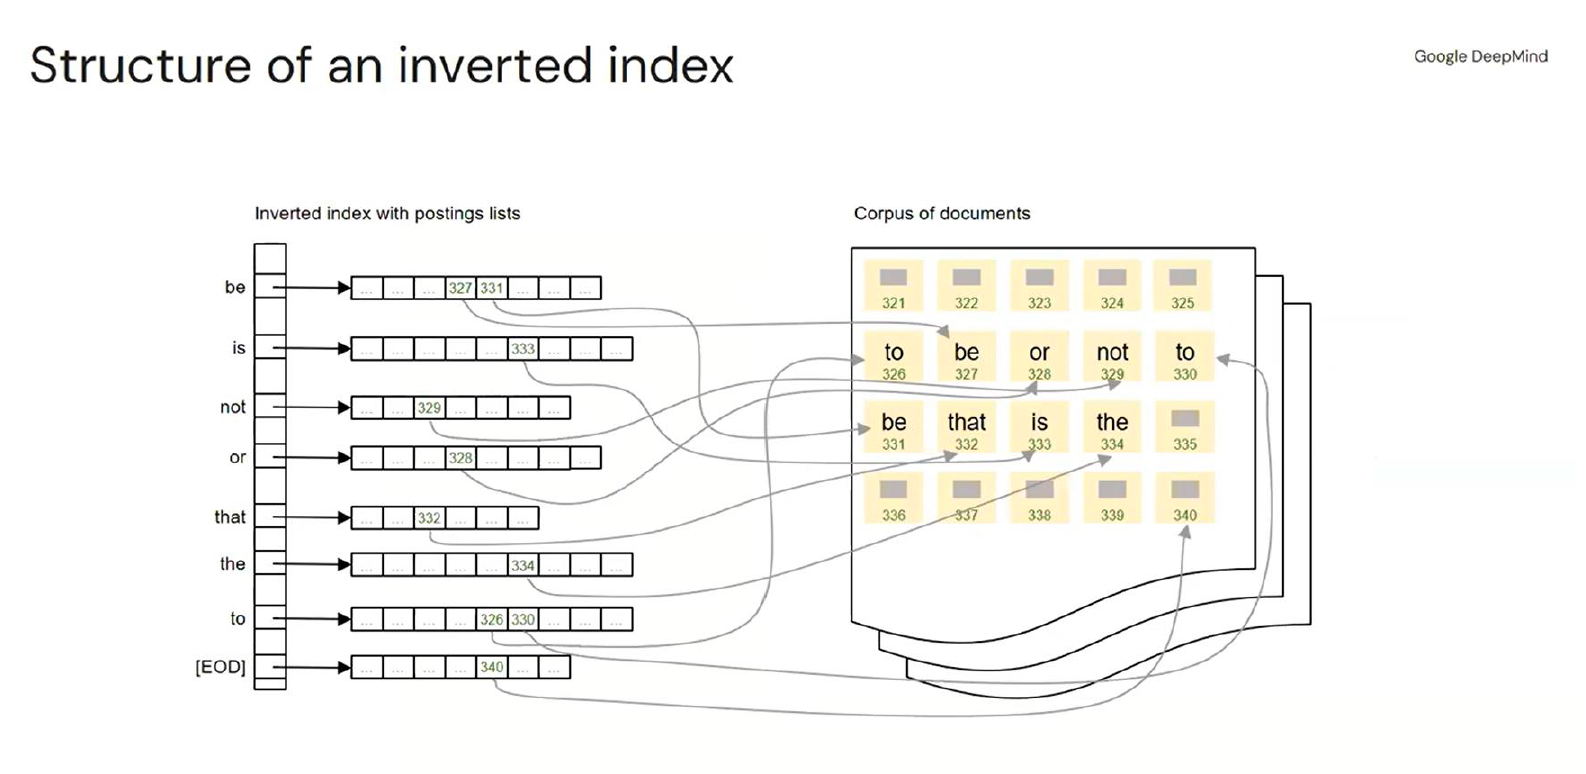 Structure of an inverted index
Google DeepMind
Inverted index with postings lists
be ... ... ... 327 331 ... ... ...
is ... ... ... ... ... 333 ... ... ...
not ... ... 329 ... ... ... ...
or ... ... ... 328 ... ... ... ...
that ... ... 332 ... ... ...
the ... ... ... ... ... 334 ... ... ...
to ... ... ... ... 326 330 ... ... ...
[EOD] ... ... ... ... 340 ... ...
Corpus of documents
321 322 323 324 325
to be or not to
326 327 328 329 330
be that is the
331 332 333 334 335
336 337 338 339 340